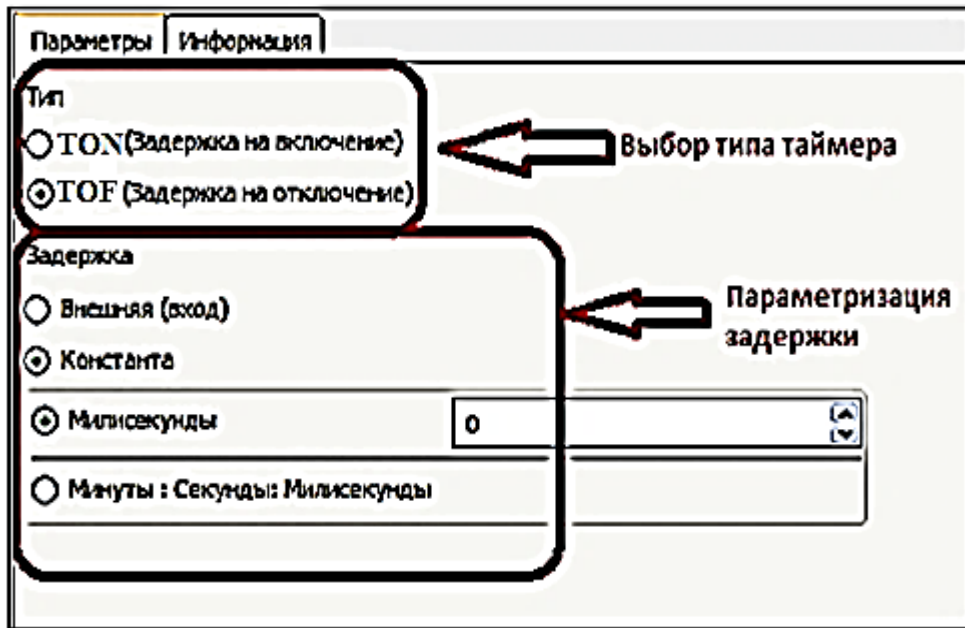 Параметры Информация
Тип
TON(Задержка на включение)
Выбор типа таймера
TOF (Задержка на отключение)
Задержка
Внешняя (вход)
Параметризация
задержки
Константа
Милисекунды 0
Минуты : Секунды: Милисекунды